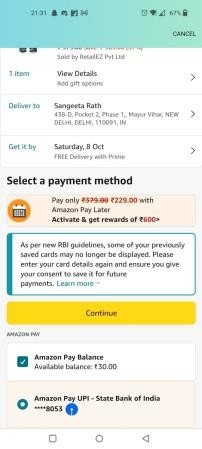 21:31
67%
CANCEL
Sold by RetailEZ Pvt Ltd
1 item
View Details
Add gift options
Deliver to
Sangeeta Rath
438-D, Pocket 2, Phase 1,, Mayur Vihar, NEW
DELHI, DELHI, 110091, IN
Get it by
Saturday, 8 Oct
FREE Delivery with Prime
Select a payment method
Pay only ₹379.00 ₹229.00 with
Amazon Pay Later
Activate & get rewards of ₹600>
As per new RBI guidelines, some of your previously
saved cards may no longer be displayed. Please
enter your card details again and ensure you give
your consent to save it for future
payments. Learn more
Continue
AMAZON PAY
Amazon Pay Balance
Available balance: ₹30.00
Amazon Pay UPI - State Bank of India
****8053